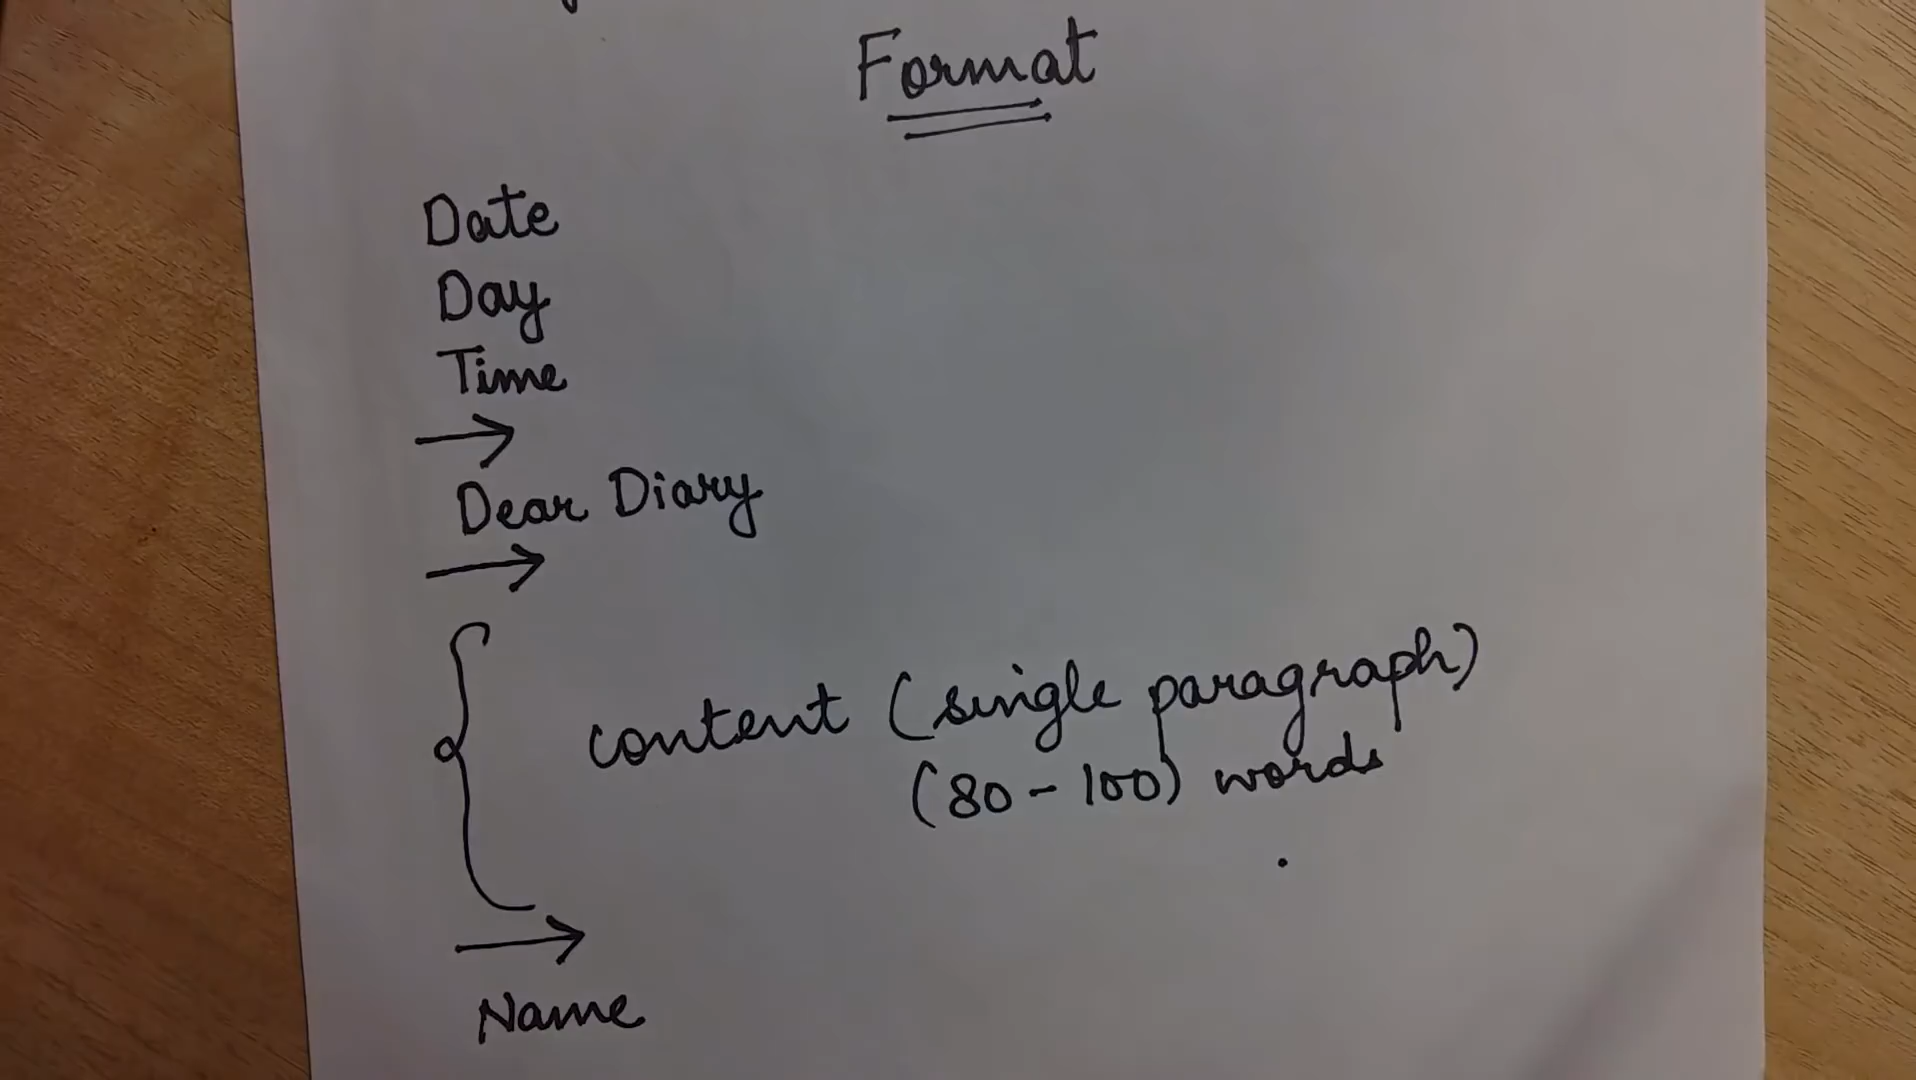 Format
Date
Day
Time
→
Dear Diary
→
content (single paragraph)
(80-100) words
→
Name